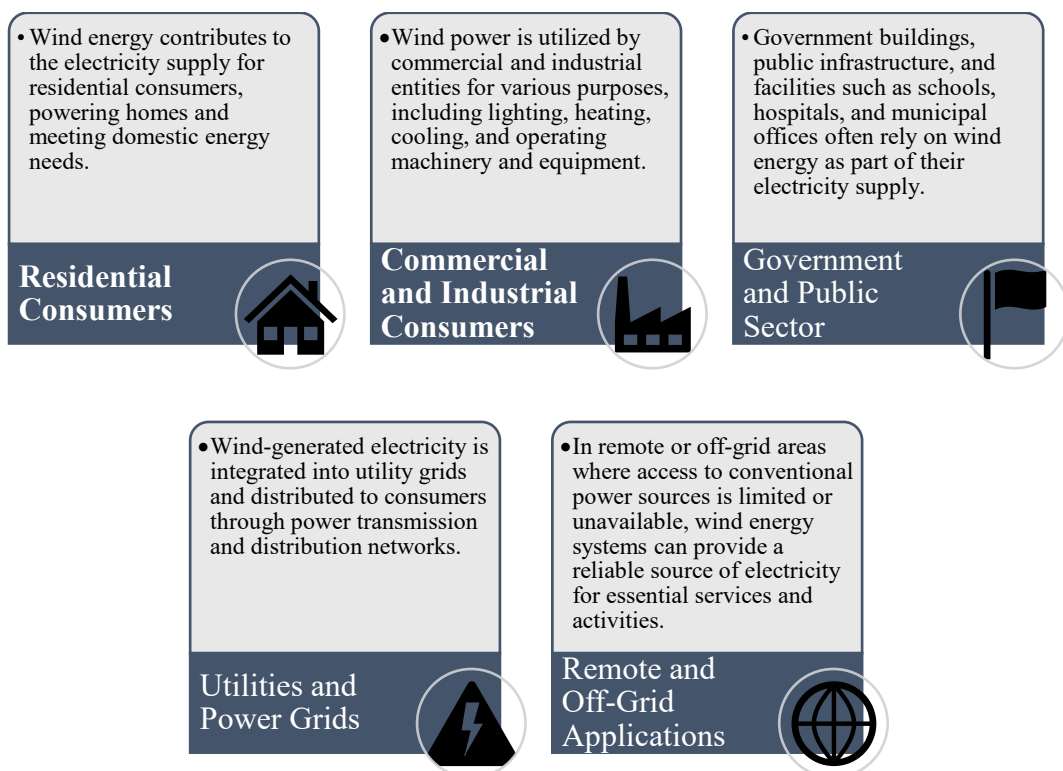 • Wind energy contributes to
the electricity supply for
residential consumers,
powering homes and
meeting domestic energy
needs.
Residential
Consumers
•Wind power is utilized by
commercial and industrial
entities for various purposes,
including lighting, heating,
cooling, and operating
machinery and equipment.
Commercial
and Industrial
Consumers
• Government buildings,
public infrastructure, and
facilities such as schools,
hospitals, and municipal
offices often rely on wind
energy as part of their
electricity supply.
Government
and Public
Sector
•Wind-generated electricity is
integrated into utility grids
and distributed to consumers
through power transmission
and distribution networks.
Utilities and
Power Grids
•In remote or off-grid areas
where access to conventional
power sources is limited or
unavailable, wind energy
systems can provide a
reliable source of electricity
for essential services and
activities.
Remote and
Off-Grid
Applications